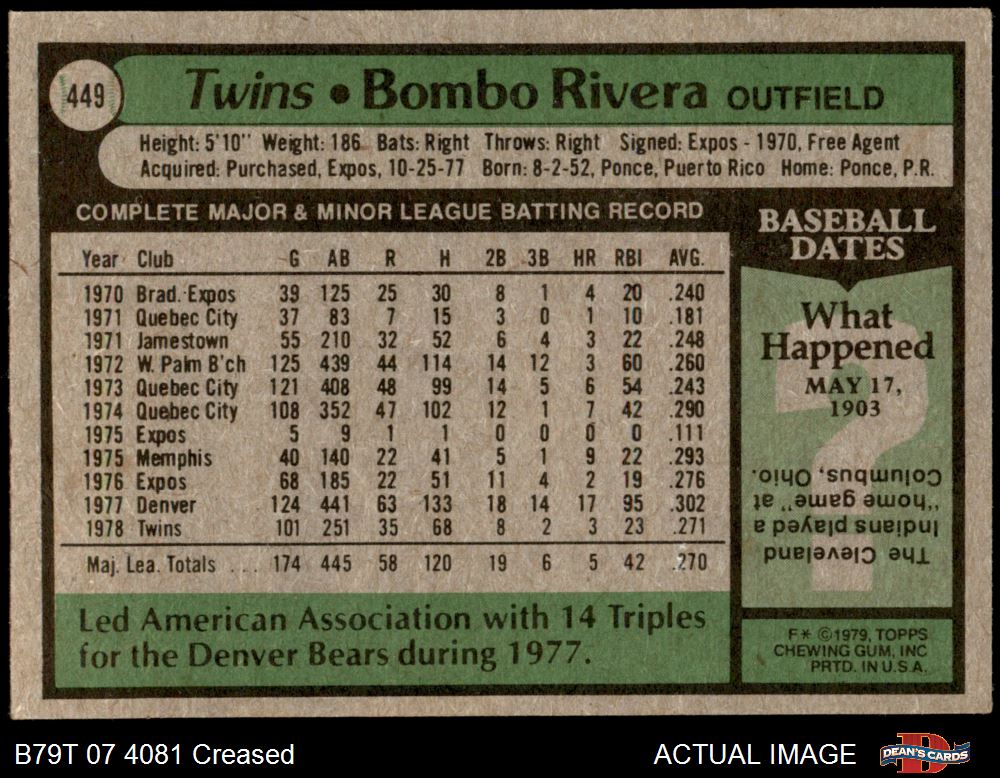 449
Twins • Bombo Rivera OUTFIELD
Height: 5'10" Weight: 186 Bats: Right Throws: Right Signed: Expos - 1970, Free Agent
Acquired: Purchased, Expos, 10-25-77 Born: 8-2-52, Ponce, Puerto Rico Home: Ponce, P.R.
COMPLETE MAJOR & MINOR LEAGUE BATTING RECORD
Year Club G AB R H 2B 3B HR RBI AVG.
1970 Brad. Expos 39 125 25 30 8 1 4 20 .240
1971 Quebec City 37 83 7 15 3 0 1 10 .181
1971 Jamestown 55 210 32 52 6 4 3 22 .248
1972 W. Palm B'ch 125 439 44 114 14 12 3 60 .260
1973 Quebec City 121 408 48 99 14 5 6 54 .243
1974 Quebec City 108 352 47 102 12 1 7 42 .290
1975 Expos 5 9 1 1 0 0 0 0 .111
1975 Memphis 40 140 22 41 5 1 9 22 .293
1976 Expos 68 185 22 51 11 4 2 19 .276
1977 Denver 124 441 63 133 18 14 17 95 .302
1978 Twins 101 251 35 68 8 2 3 23 .271
Maj. Lea. Totals ... 174 445 58 120 19 6 5 42 .270
Led American Association with 14 Triples
for the Denver Bears during 1977.
BASEBALL
DATES
What
Happened
MAY 17,
1903
?
The Cleveland
Indians played a
"home game" at
Columbus, Ohio.
F* ©1979, TOPPS
CHEWING GUM, INC
PRTD. IN U.S.A.
B79T 07 4081 Creased
ACTUAL IMAGE
DEAN'S CARDS